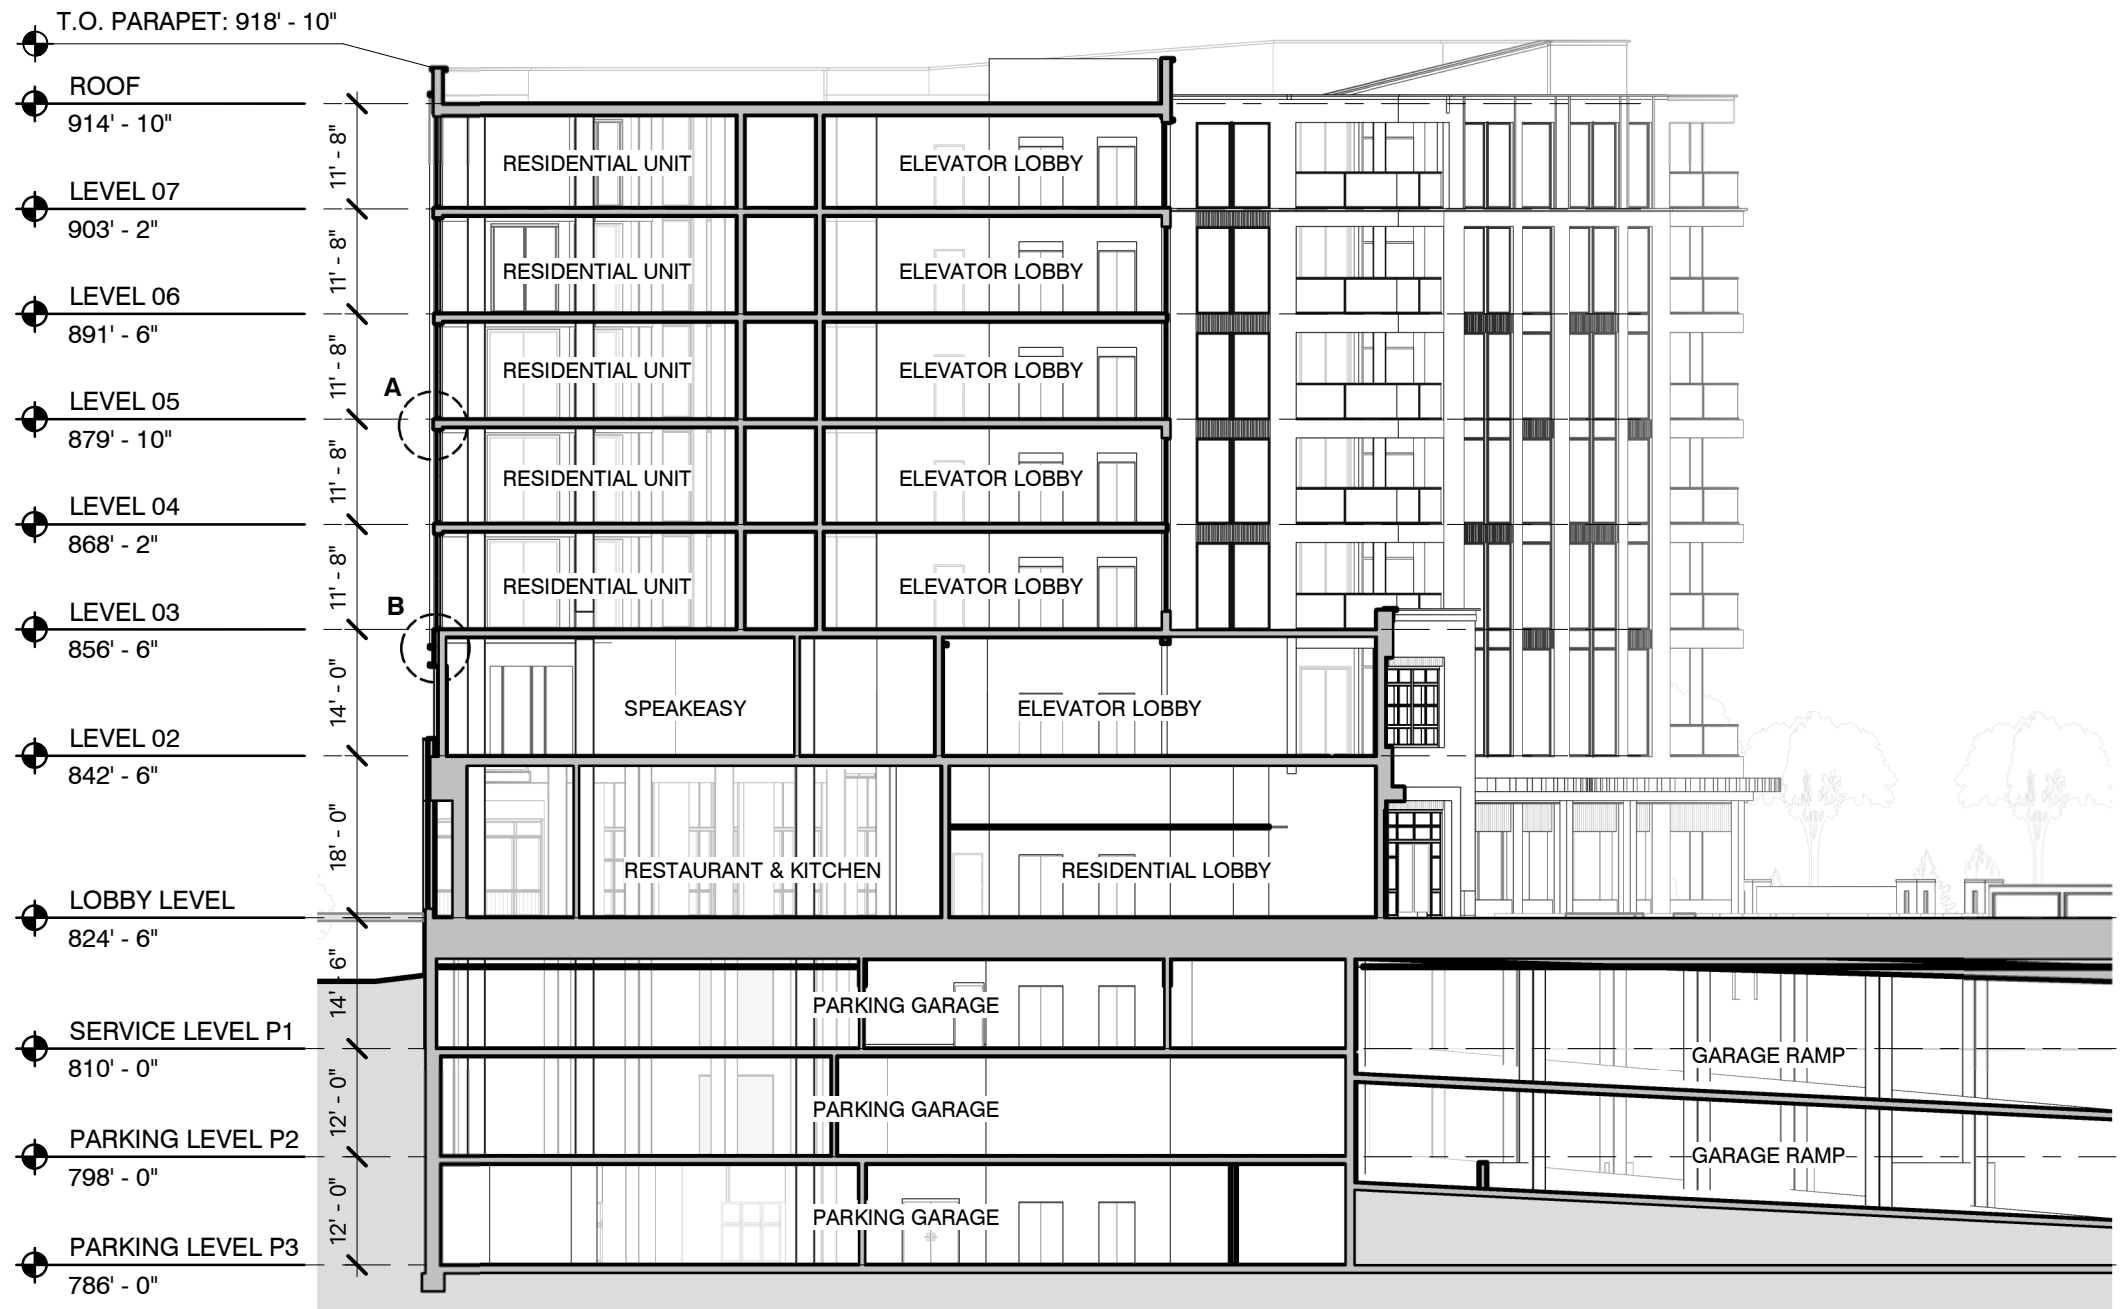 T.O. PARAPET: 918' - 10"
ROOF
914' - 10"
11' - 8"
RESIDENTIAL UNIT
ELEVATOR LOBBY
LEVEL 07
903' - 2"
11' - 8"
RESIDENTIAL UNIT
ELEVATOR LOBBY
LEVEL 06
891' - 6"
11' - 8"
RESIDENTIAL UNIT
ELEVATOR LOBBY
A
LEVEL 05
879' - 10"
11' - 8"
RESIDENTIAL UNIT
ELEVATOR LOBBY
LEVEL 04
868' - 2"
11' - 8"
RESIDENTIAL UNIT
ELEVATOR LOBBY
B
LEVEL 03
856' - 6"
14' - 0"
SPEAKEASY
ELEVATOR LOBBY
LEVEL 02
842' - 6"
18' - 0"
RESTAURANT & KITCHEN
RESIDENTIAL LOBBY
LOBBY LEVEL
824' - 6"
14' - 6"
PARKING GARAGE
SERVICE LEVEL P1
810' - 0"
GARAGE RAMP
12' - 0"
PARKING GARAGE
PARKING LEVEL P2
798' - 0"
GARAGE RAMP
12' - 0"
PARKING GARAGE
PARKING LEVEL P3
786' - 0"